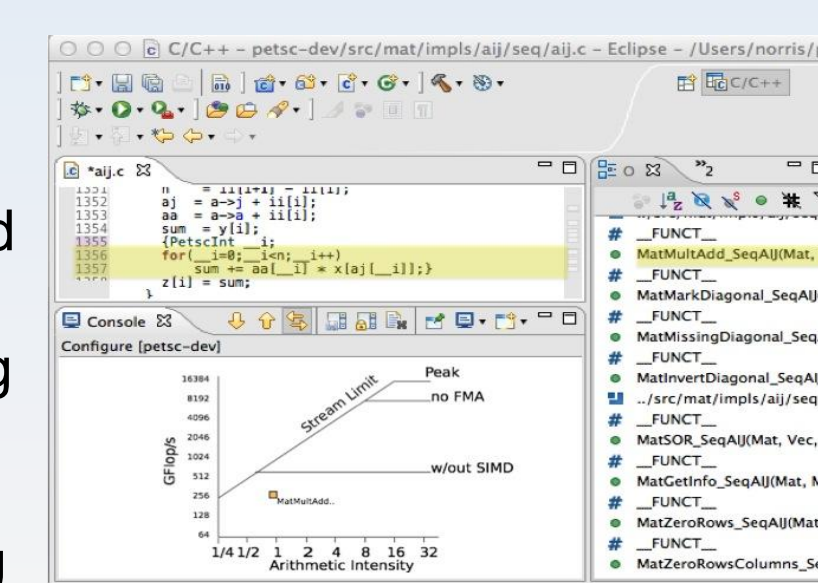 C/C++ - petsc-dev/src/mat/impls/aij/seq/aij.c - Eclipse - /Users/norris/
C/C++
*aij.c
1352 aj = a->j + ii[i];
1353 aa = a->a + ii[i];
1354 sum = y[i];
1355 {PetscInt __i;
1356 for(__i=0;__i<n;__i++)
1357 sum += aa[__i] * x[aj[__i]];}
z[i] = sum;
}
Console
Configure [petsc-dev]
16384
8192
4096
2046
1024
512
256
128
64
GFlop/s
Stream Limit
Peak
no FMA
w/out SIMD
MatMultAdd..
1/4 1/2 1 2 4 8 16 32
Arithmetic Intensity
O
»2
# __FUNCT__
MatMultAdd_SeqAIJ(Mat,
# __FUNCT__
MatMarkDiagonal_SeqAIJ(
# __FUNCT__
MatMissingDiagonal_Seq
# __FUNCT__
MatInvertDiagonal_SeqAI
../src/mat/impls/aij/seq
# __FUNCT__
MatSOR_SeqAIJ(Mat, Vec,
# __FUNCT__
MatGetInfo_SeqAIJ(Mat, M
# __FUNCT__
MatZeroRows_SeqAIJ(Mat
# __FUNCT__
MatZeroRowsColumns_Se